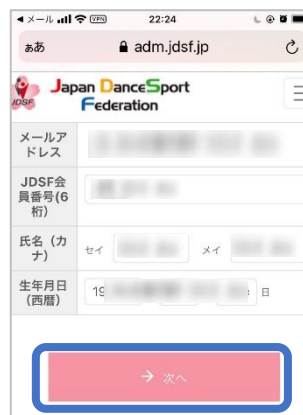 メール VPN 22:24
ぁあ adm.jdsf.jp
JDSF Japan DanceSport
Federation
メールア
ドレス
JDSF会
員番号(6
桁)
氏名（カ
ナ） セイ メイ
生年月日
（西暦） 19 日
→ 次へ